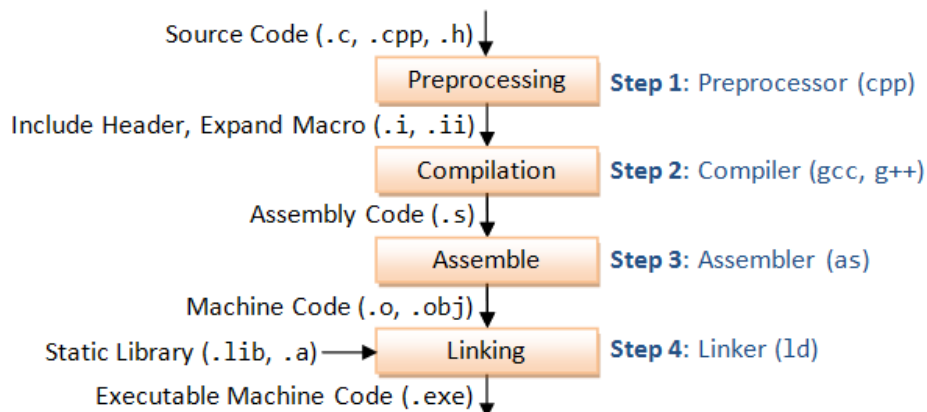 Source Code (.c, .cpp, .h)
Preprocessing
Step 1: Preprocessor (cpp)
Include Header, Expand Macro (.i, .ii)
Compilation
Step 2: Compiler (gcc, g++)
Assembly Code (.s)
Assemble
Step 3: Assembler (as)
Machine Code (.o, .obj)
Static Library (.lib, .a)
Linking
Step 4: Linker (ld)
Executable Machine Code (.exe)